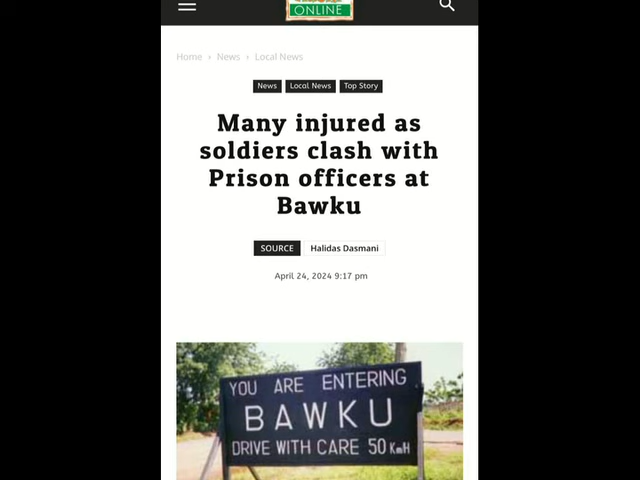 ONLINE
Home › News › Local News
News Local News Top Story
Many injured as
soldiers clash with
Prison officers at
Bawku
SOURCE Halidas Dasmani
April 24, 2024 9:17 pm
YOU ARE ENTERING
BAWKU
DRIVE WITH CARE 50 KmH